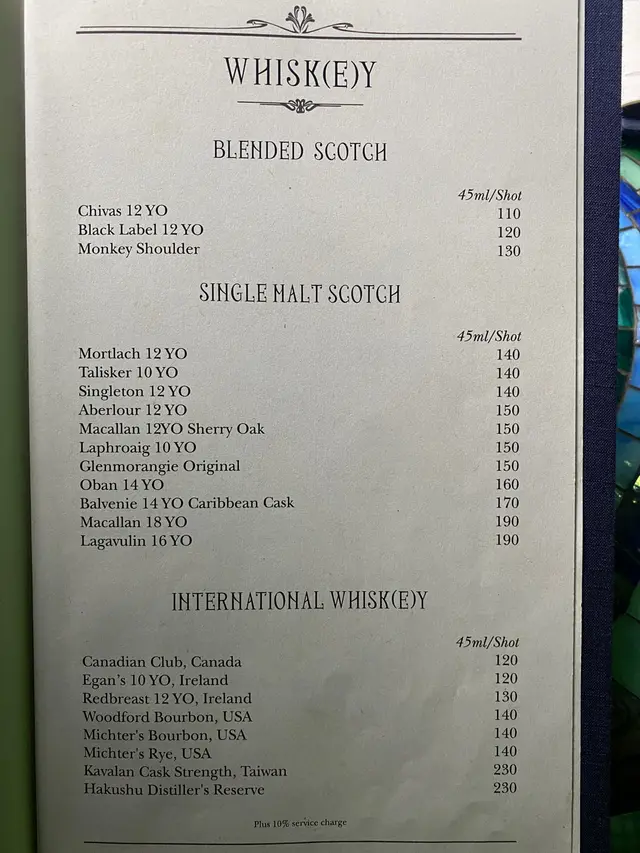 WHISK(E)Y
BLENDED SCOTCH
45ml/Shot
Chivas 12 YO 110
Black Label 12 YO 120
Monkey Shoulder 130
SINGLE MALT SCOTCH
45ml/Shot
Mortlach 12 YO 140
Talisker 10 YO 140
Singleton 12 YO 140
Aberlour 12 YO 150
Macallan 12YO Sherry Oak 150
Laphroaig 10 YO 150
Glenmorangie Original 150
Oban 14 YO 160
Balvenie 14 YO Caribbean Cask 170
Macallan 18 YO 190
Lagavulin 16 YO 190
INTERNATIONAL WHISK(E)Y
45ml/Shot
Canadian Club, Canada 120
Egan's 10 YO, Ireland 120
Redbreast 12 YO, Ireland 130
Woodford Bourbon, USA 140
Michter's Bourbon, USA 140
Michter's Rye, USA 140
Kavalan Cask Strength, Taiwan 230
Hakushu Distiller's Reserve 230
Plus 10% service charge